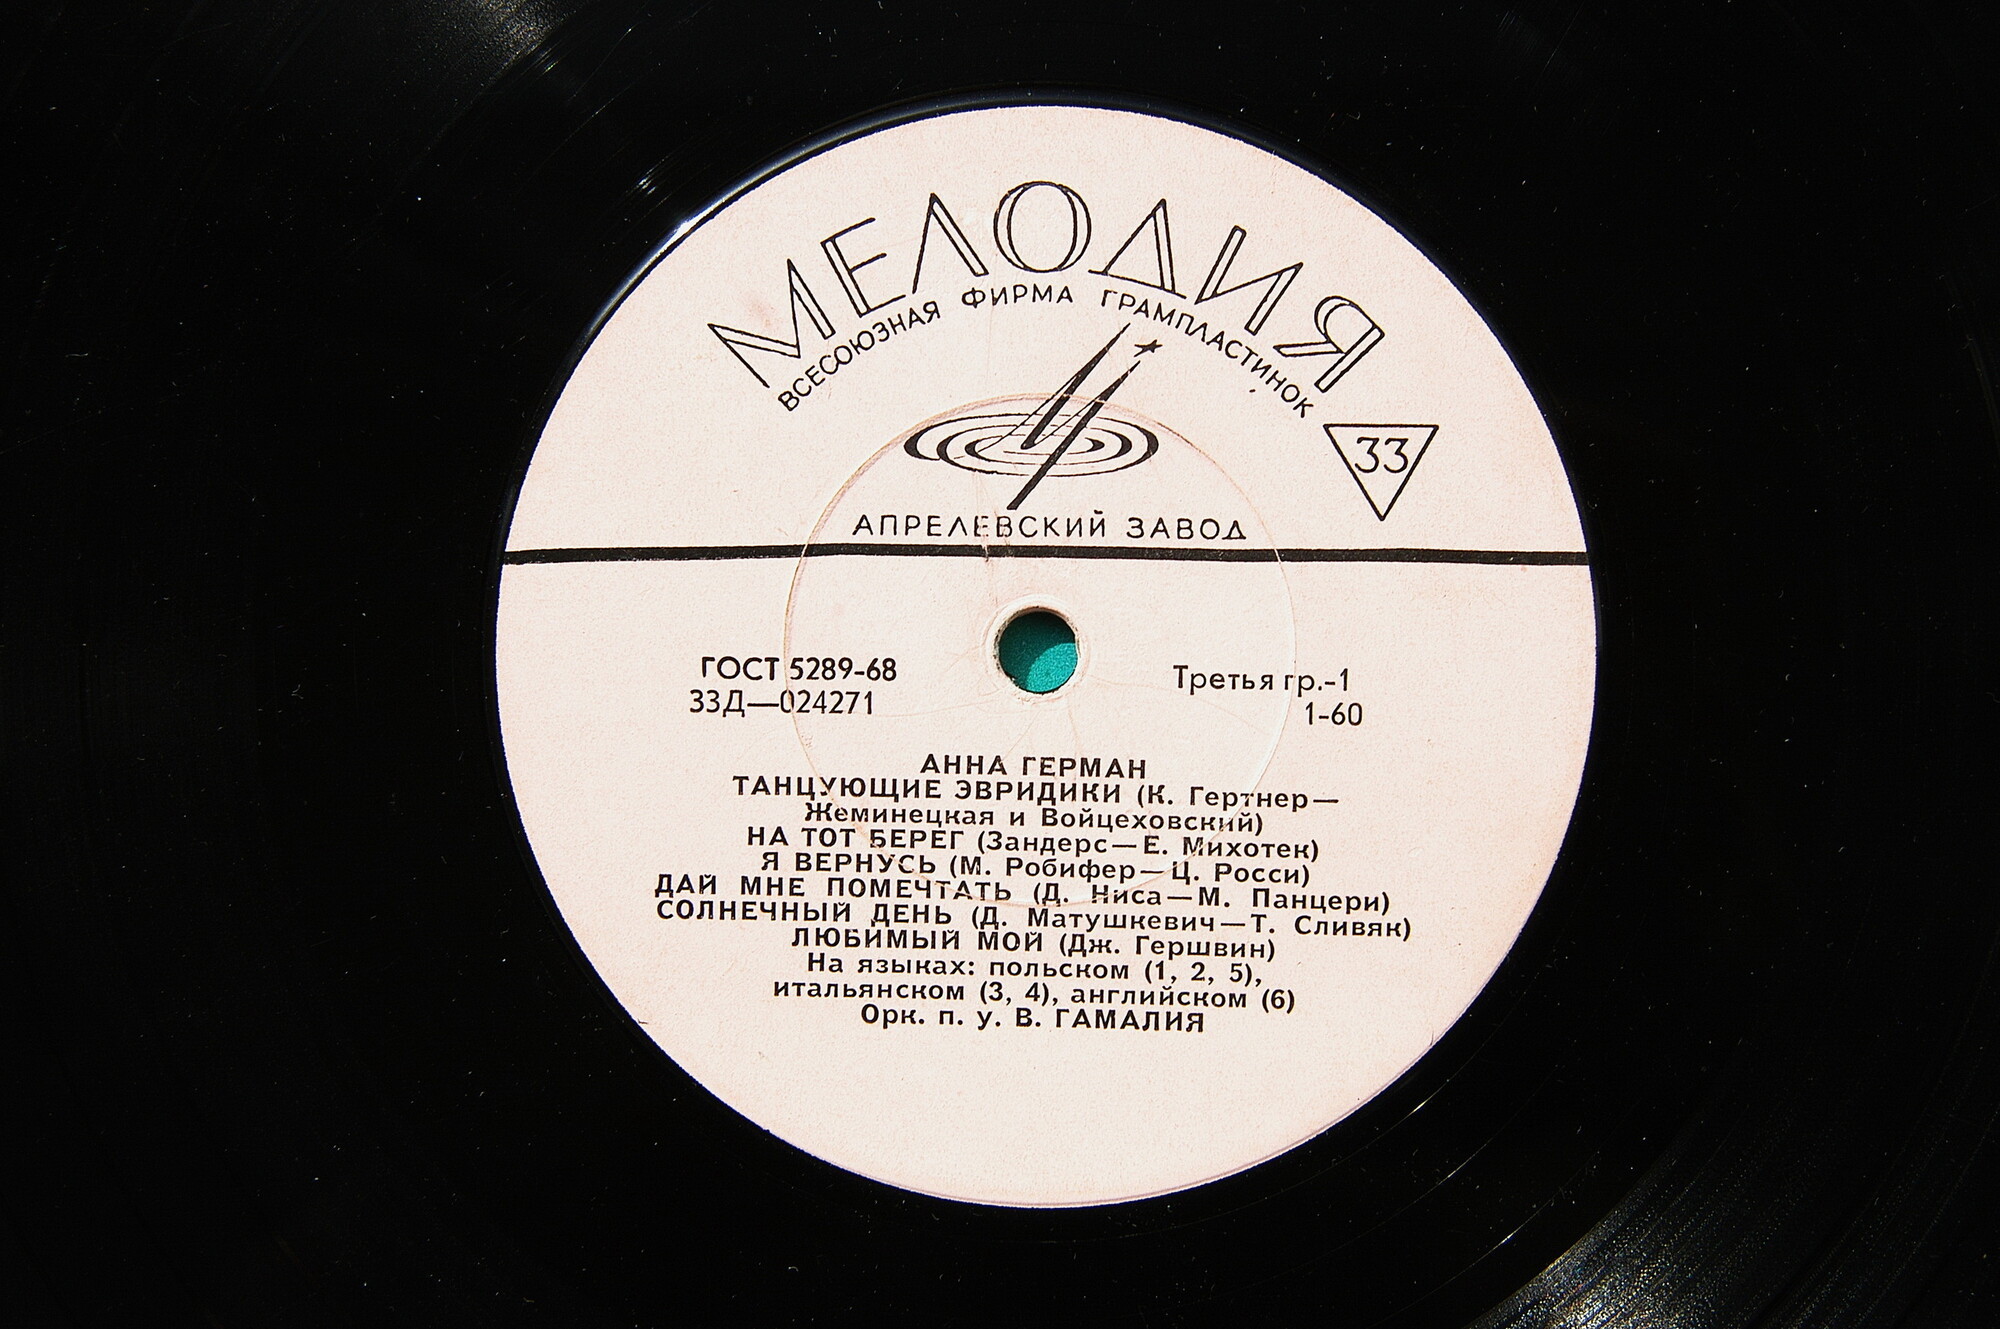 МЕЛОДИЯ
ВСЕСОЮЗНАЯ ФИРМА ГРАМПЛАСТИНОК
33
АПРЕЛЕВСКИЙ ЗАВОД
ГОСТ 5289-68
Третья гр.-1
33Д—024271
1-60
АННА ГЕРМАН
ТАНЦУЮЩИЕ ЭВРИДИКИ (К. Гертнер—
Жеминецкая и Войцеховский)
НА ТОТ БЕРЕГ (Зандерс—Е. Михотек)
Я ВЕРНУСЬ (М. Робифер—Ц. Росси)
ДАЙ МНЕ ПОМЕЧТАТЬ (Д. Ниса—М. Панцери)
СОЛНЕЧНЫЙ ДЕНЬ (Д. Матушкевич—Т. Сливяк)
ЛЮБИМЫЙ МОЙ (Дж. Гершвин)
На языках: польском (1, 2, 5),
итальянском (3, 4), английском (6)
Орк. п. у. В. ГАМАЛИЯ